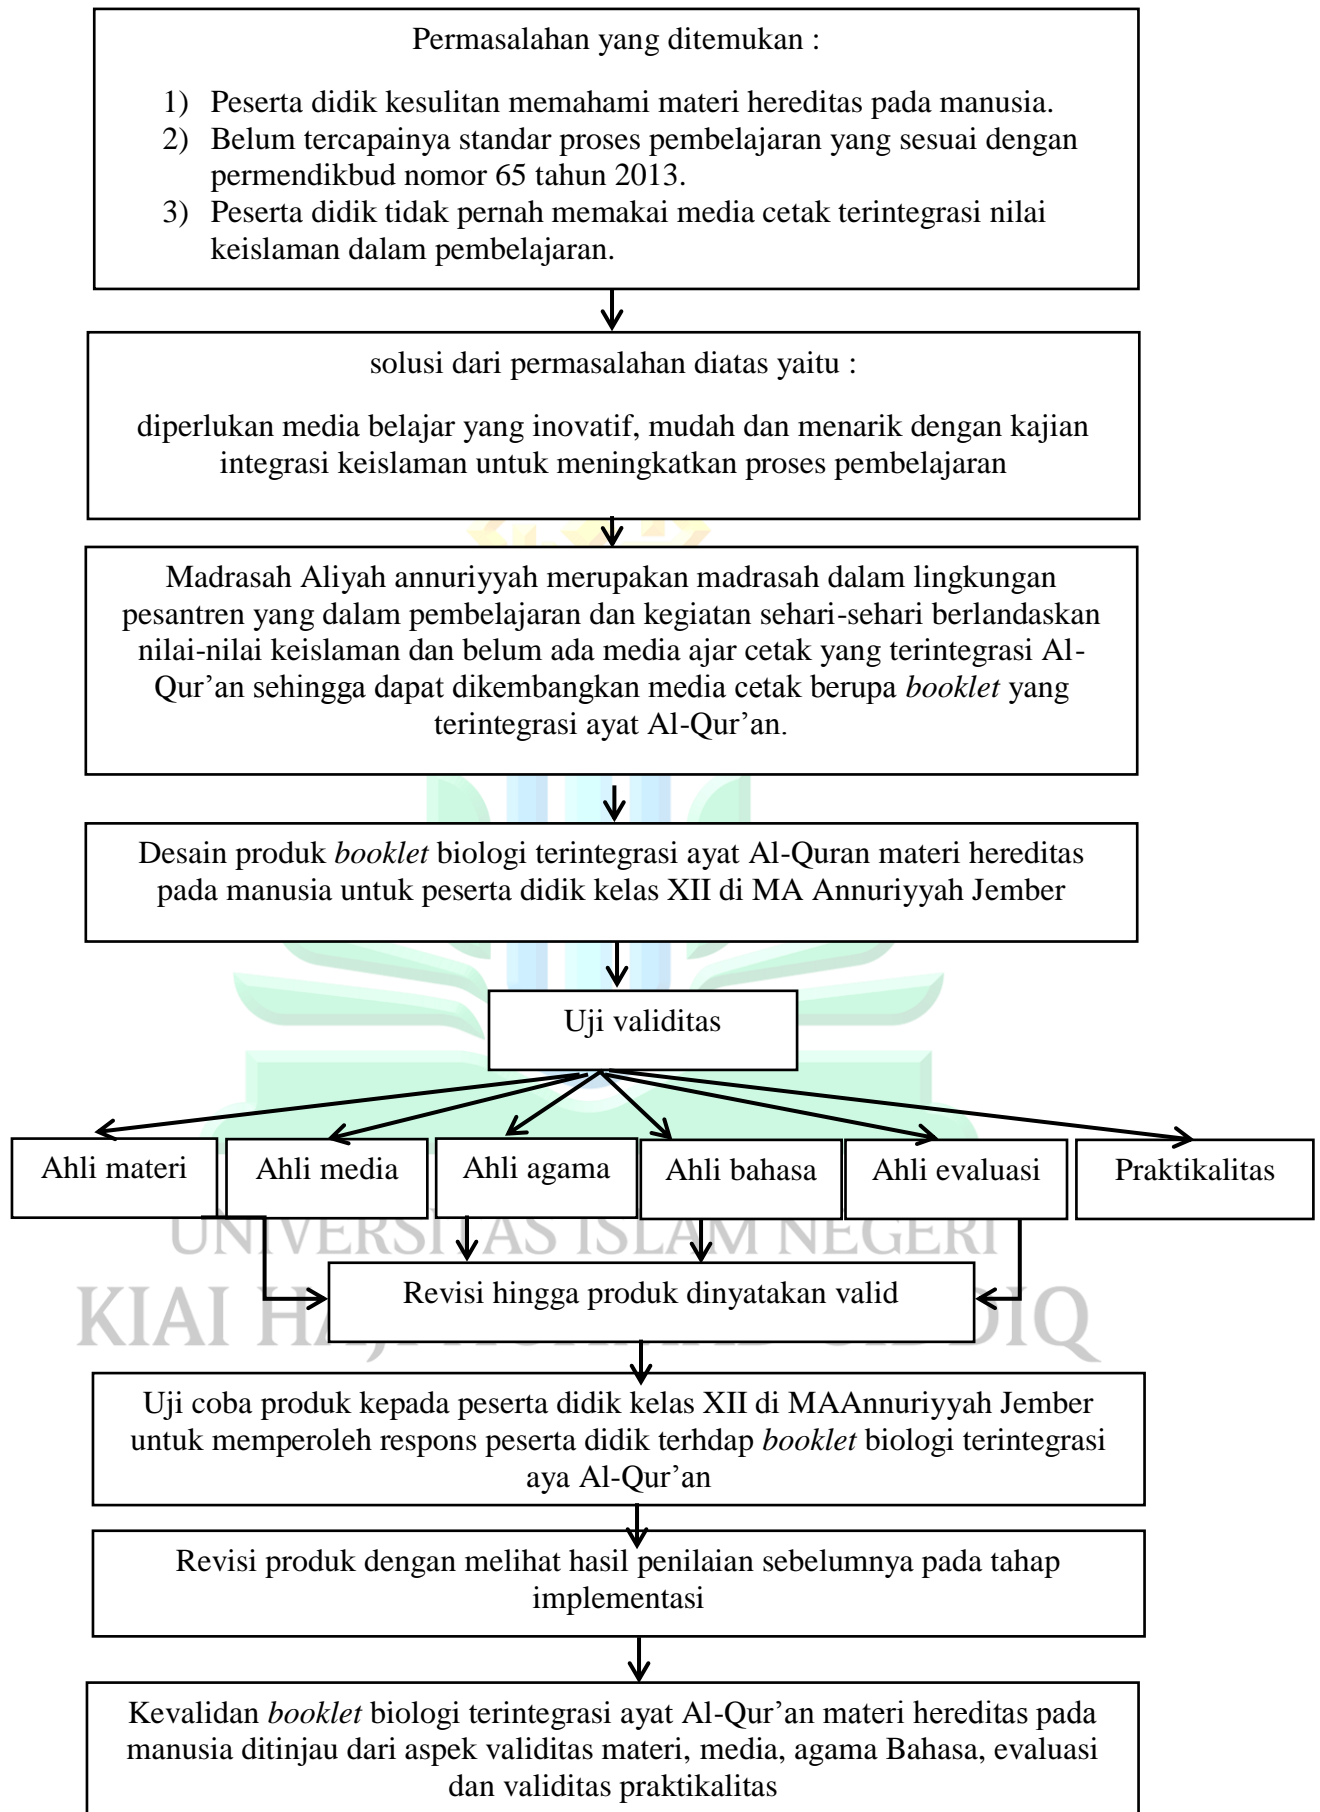 Permasalahan yang ditemukan :
1) Peserta didik kesulitan memahami materi hereditas pada manusia.
2) Belum tercapainya standar proses pembelajaran yang sesuai dengan
permendikbud nomor 65 tahun 2013.
3) Peserta didik tidak pernah memakai media cetak terintegrasi nilai
keislaman dalam pembelajaran.
solusi dari permasalahan diatas yaitu :
diperlukan media belajar yang inovatif, mudah dan menarik dengan kajian
integrasi keislaman untuk meningkatkan proses pembelajaran
Madrasah Aliyah annuriyyah merupakan madrasah dalam lingkungan
pesantren yang dalam pembelajaran dan kegiatan sehari-sehari berlandaskan
nilai-nilai keislaman dan belum ada media ajar cetak yang terintegrasi Al-
Qur’an sehingga dapat dikembangkan media cetak berupa booklet yang
terintegrasi ayat Al-Qur’an.
Desain produk booklet biologi terintegrasi ayat Al-Quran materi hereditas
pada manusia untuk peserta didik kelas XII di MA Annuriyyah Jember
Uji validitas
Ahli materi
Ahli media
Ahli agama
Ahli bahasa
Ahli evaluasi
Praktikalitas
UNIVERSITAS ISLAM NEGERI
Revisi hingga produk dinyatakan valid
KIAI
Uji coba produk kepada peserta didik kelas XII di MAAnnuriyyah Jember
untuk memperoleh respons peserta didik terhdap booklet biologi terintegrasi
aya Al-Qur’an
Revisi produk dengan melihat hasil penilaian sebelumnya pada tahap
implementasi
Kevalidan booklet biologi terintegrasi ayat Al-Qur’an materi hereditas pada
manusia ditinjau dari aspek validitas materi, media, agama Bahasa, evaluasi
dan validitas praktikalitas